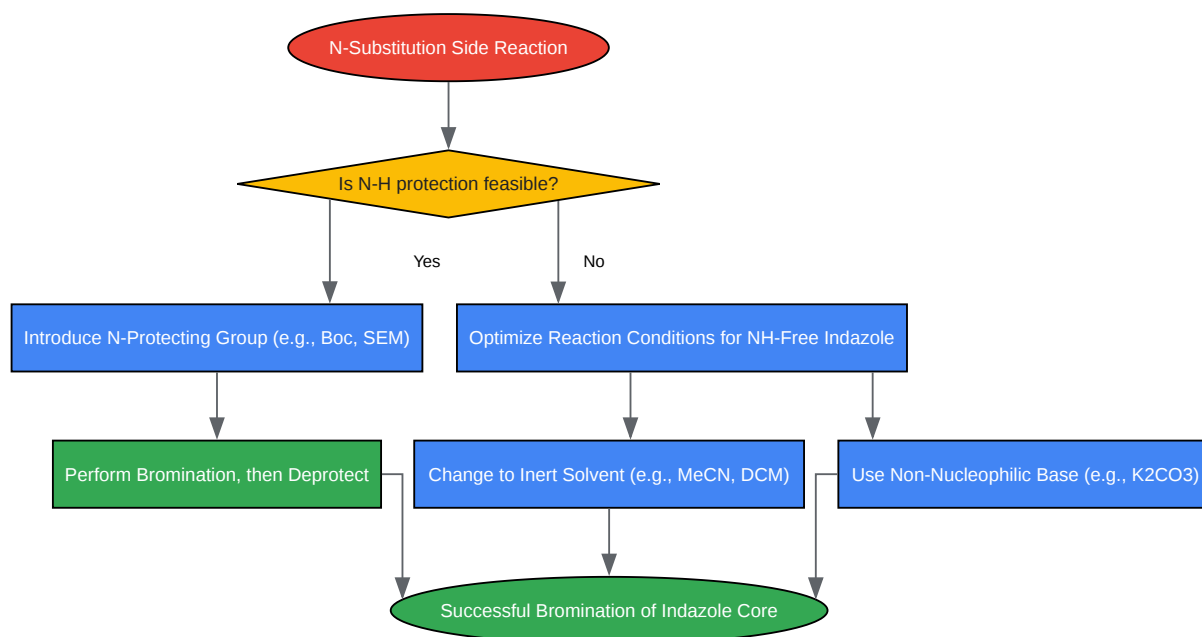 N-Substitution Side Reaction
Is N-H protection feasible?
Yes
No
Introduce N-Protecting Group (e.g., Boc, SEM)
Optimize Reaction Conditions for NH-Free Indazole
Perform Bromination, then Deprotect
Change to Inert Solvent (e.g., MeCN, DCM)
Use Non-Nucleophilic Base (e.g., K2CO3)
Successful Bromination of Indazole Core